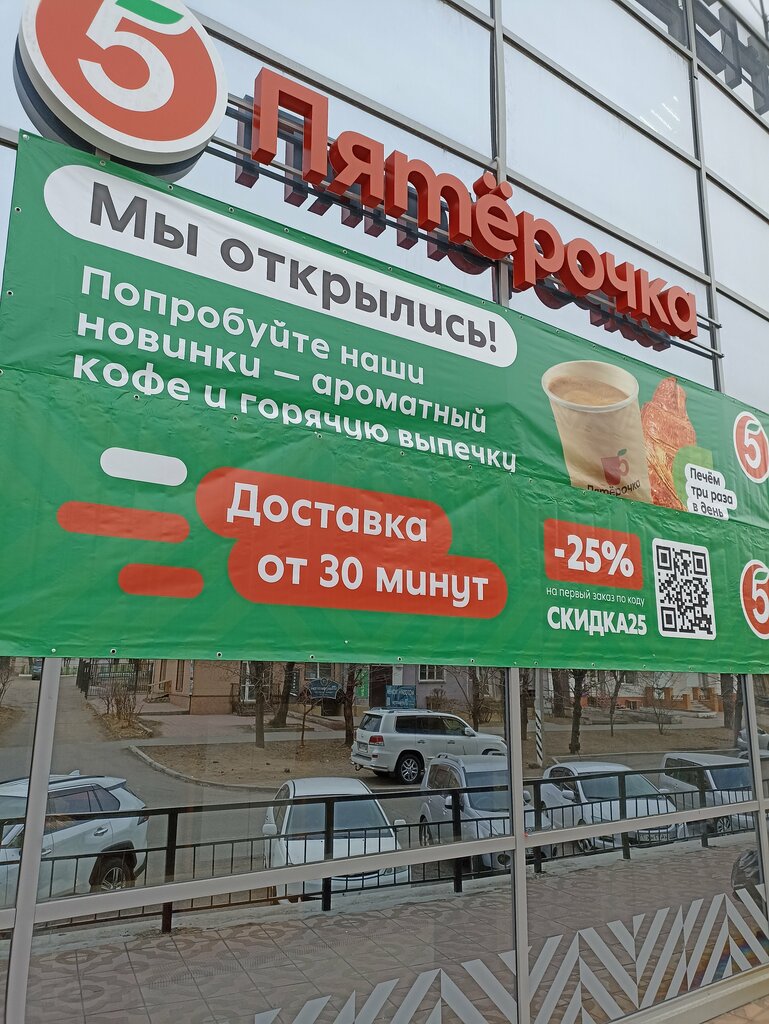 5
Пятёрочка
Мы открылись!
Попробуйте наши
новинки — ароматный
кофе и горячую выпечку
Пятёрочка
Печём
три раза
в день
5
Доставка
от 30 минут
-25%
на первый заказ по коду
СКИДКА25
5